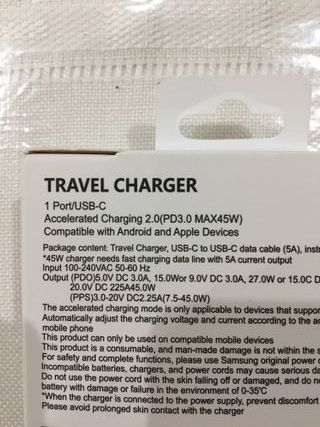 TRAVEL CHARGER
1 Port/USB-C
Accelerated Charging 2.0(PD3.0 MAX45W)
Compatible with Android and Apple Devices
Package content: Travel Charger, USB-C to USB-C data cable (5A), instr
*45W charger needs fast charging data line with 5A current output
Input 100-240VAC 50-60 Hz
Output (PDO)5.0V DC 3.0A, 15.0Wor 9.0V DC 3.0A, 27.0W or 15.0C D
20.0V DC 225A45.0W
(PPS)3.0-20V DC2.25A(7.5-45.0W)
The accelerated charging mode is only applicable to devices that suppor
Automatically adjust the charging voltage and current according to the ac
mobile phone
This product can only be used on compatible mobile devices
This product is a consumable, and man-made damage is not within the s
For safety and complete functions, please use Samsung original power c
Incompatible batteries, chargers, and power cords may cause serious da
Do not use the power cord with the skin falling off or damaged, and do no
battery with damage or failure in the environment of 0-35°C
*When the charger is connected to the power supply, prevent discomfort
Please avoid prolonged skin contact with the charger